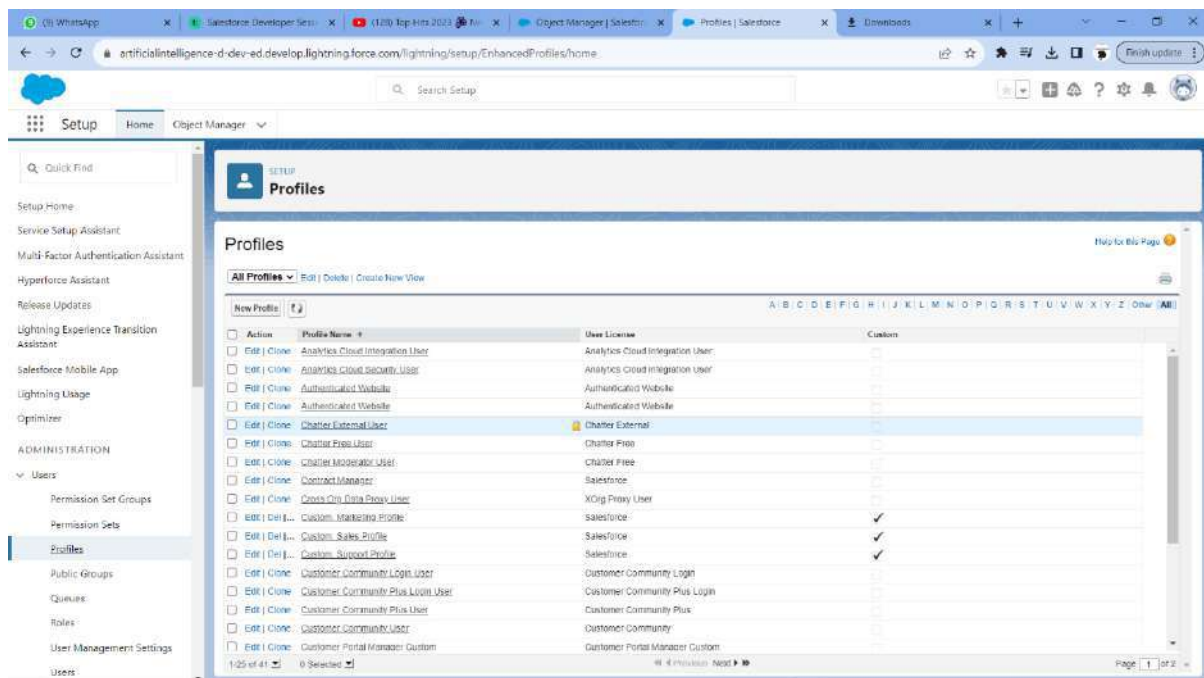 (9) WhatsApp
Salesforce Developer
(128) Top Hits 2023
Object Manager | Salesfor
Profiles | Salesforce
Downloads
artificialintelligence-d-dev-ed.develop.lightning.force.com/lightning/setup/EnhancedProfiles/home
Finish update
Search Setup
Setup
Home
Object Manager
Quick Find
Setup Home
Service Setup Assistant
Multi-Factor Authentication Assistant
Hyperforce Assistant
Release Updates
Lightning Experience Transition
Assistant
Salesforce Mobile App
Lightning Usage
Optimizer
ADMINISTRATION
Users
Permission Set Groups
Permission Sets
Profiles
Public Groups
Queues
Roles
User Management Settings
Users
SETUP
Profiles
Profiles
Help for this Page
All Profiles Edit | Delete | Create New View
New Profile
A | B | C | D | E | F | G | H | I | J | K | L | M | N | O | P | Q | R | S | T | U | V | W | X | Y | Z | Other | All
Action Profile Name User License Custom
Edit | Clone Analytics Cloud Integration User Analytics Cloud Integration User
Edit | Clone Analytics Cloud Security User Analytics Cloud Integration User
Edit | Clone Authenticated Website Authenticated Website
Edit | Clone Authenticated Website Authenticated Website
Edit | Clone Chatter External User Chatter External
Edit | Clone Chatter Free User Chatter Free
Edit | Clone Chatter Moderator User Chatter Free
Edit | Clone Contract Manager Salesforce
Edit | Clone Cross Org Data Proxy User XOrg Proxy User
Edit | Del |... Custom: Marketing Profile Salesforce ✓
Edit | Del |... Custom: Sales Profile Salesforce ✓
Edit | Del |... Custom: Support Profile Salesforce ✓
Edit | Clone Customer Community Login User Customer Community Login
Edit | Clone Customer Community Plus Login User Customer Community Plus Login
Edit | Clone Customer Community Plus User Customer Community Plus
Edit | Clone Customer Community User Customer Community
Edit | Clone Customer Portal Manager Custom Customer Portal Manager Custom
1-25 of 41 0 Selected Previous Next Page 1 of 2